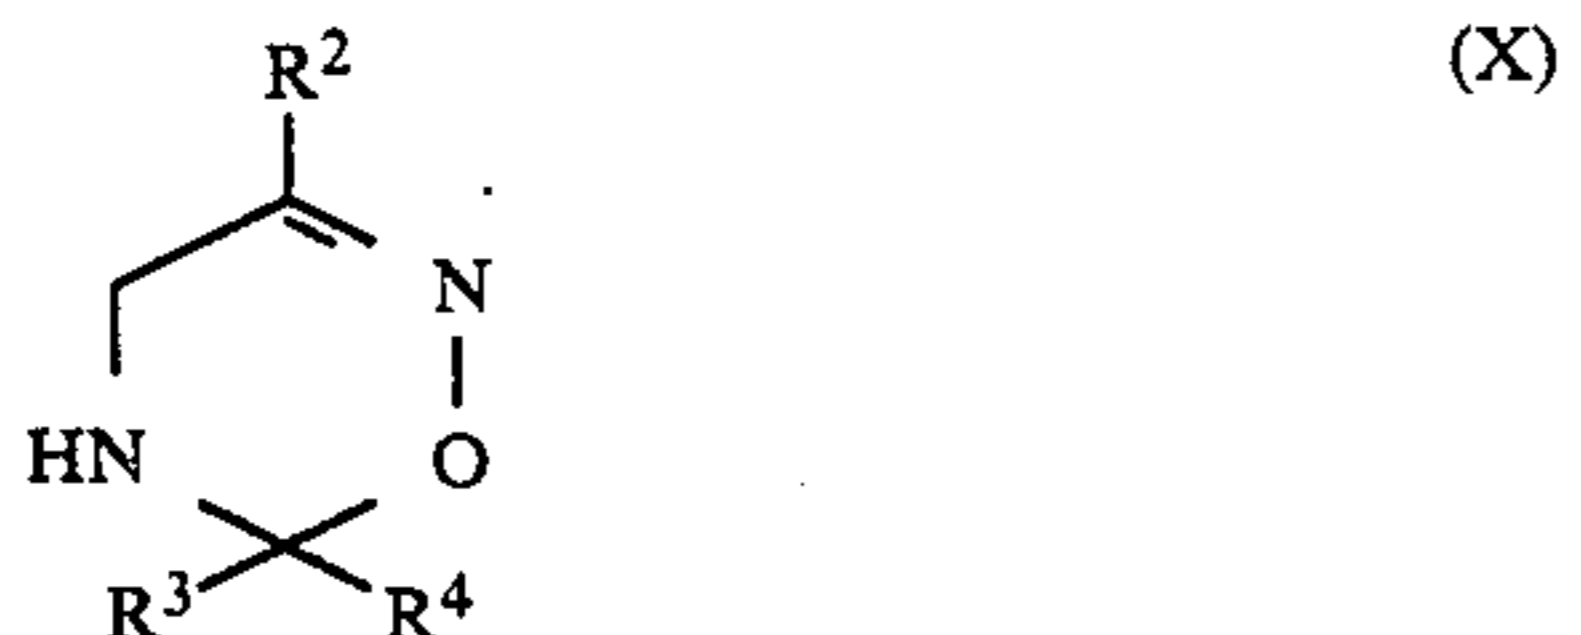 R² (X)
N
HN O
R³ R⁴